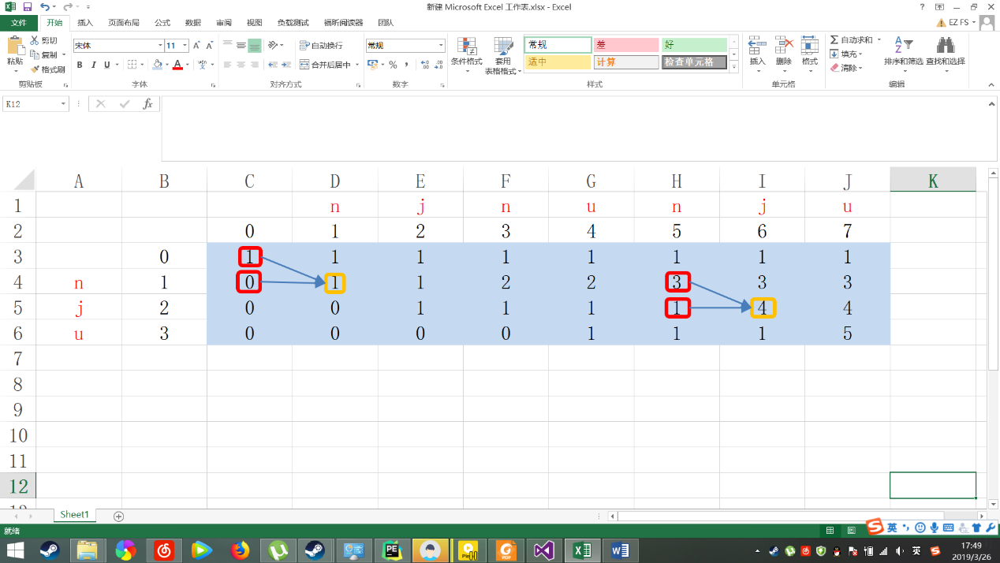 新建 Microsoft Excel 工作表.xlsx - Excel
文件 开始 插入 页面布局 公式 数据 审阅 视图 负载测试 福昕阅读器 团队 EZ FS
粘贴 剪切 复制 格式刷
宋体 11 自动换行 常规
B I U 合并后居中 %
条件格式 套用表格格式
常规 差 好
适中 计算 检查单元格
插入 删除 格式
自动求和 填充 清除 排序和筛选 查找和选择
剪贴板 字体 对齐方式 数字 样式 单元格 编辑
K12 fx
A B C D E F G H I J K
1 n j n u n j u
2 0 1 2 3 4 5 6 7
3 0 1 1 1 1 1 1 1 1
4 n 1 0 1 1 2 2 3 3 3
5 j 2 0 0 1 1 1 1 4 4
6 u 3 0 0 0 0 1 1 1 5
7
8
9
10
11
12
Sheet1
就绪
英
英 17:49
2019/3/26